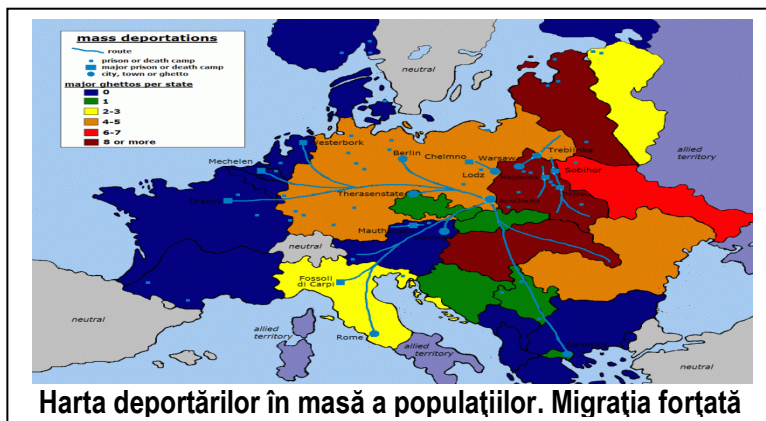 mass deportations
route
prison or death camp
major prison or death camp
city, town or ghetto
major ghettos per state
0
1
2-3
4-5
6-7
8 or more
neutral
allied
territory
Westerbork
Berlin
Chelmno
Warsaw
Treblinka
Mechelen
Lodz
Sobibor
Drancy
Therasenstate
Auschwitz
neutral
Fossoli
di Carpi
Rome
neutral
allied
territory
allied
territory
neutral
Harta deportărilor în masă a populaţiilor. Migraţia forţată